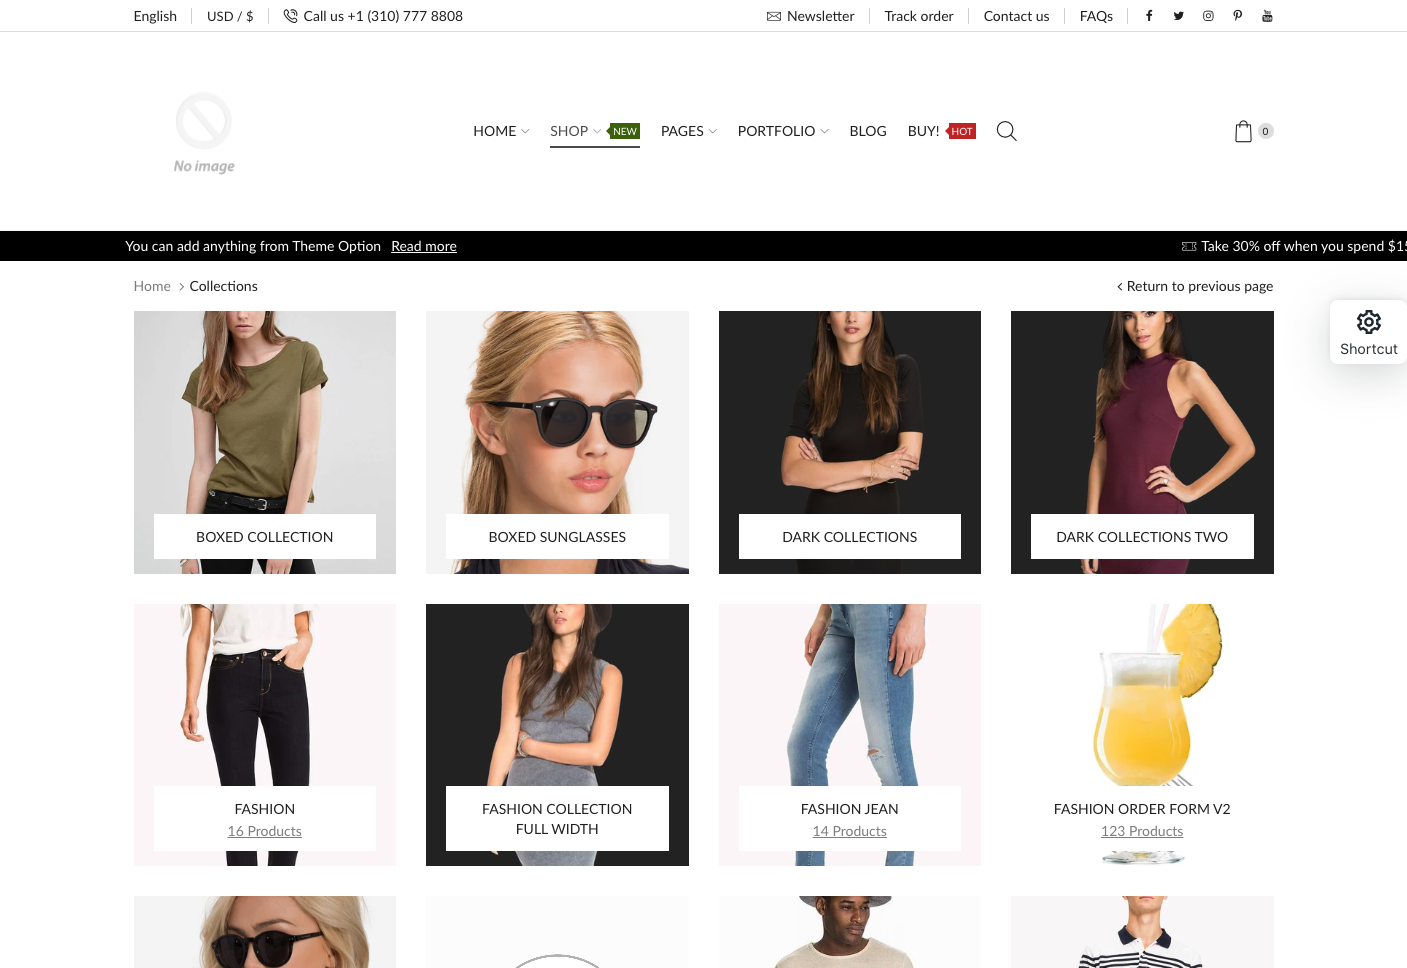 English
USD / $
Call us +1 (310) 777 8808
Newsletter
Track order
Contact us
FAQs
No image
HOME
SHOP
NEW
PAGES
PORTFOLIO
BLOG
BUY!
HOT
0
You can add anything from Theme Option Read more
Take 30% off when you spend $15
Home > Collections
Return to previous page
Shortcut
BOXED COLLECTION
BOXED SUNGLASSES
DARK COLLECTIONS
DARK COLLECTIONS TWO
FASHION
16 Products
FASHION COLLECTION
FULL WIDTH
FASHION JEAN
14 Products
FASHION ORDER FORM V2
123 Products